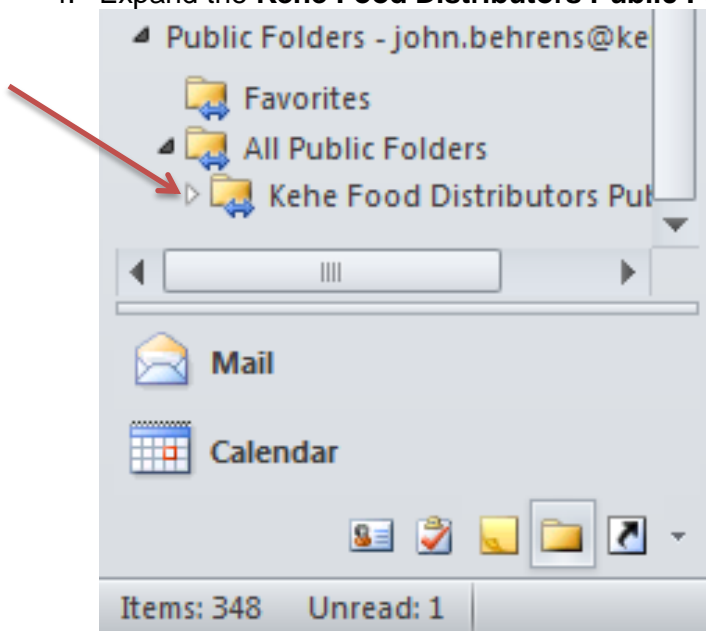 Expand the Kehe Food Distributors Public
Public Folders - john.behrens@ke
Favorites
All Public Folders
Kehe Food Distributors Pub
Mail
Calendar
Items: 348 Unread: 1